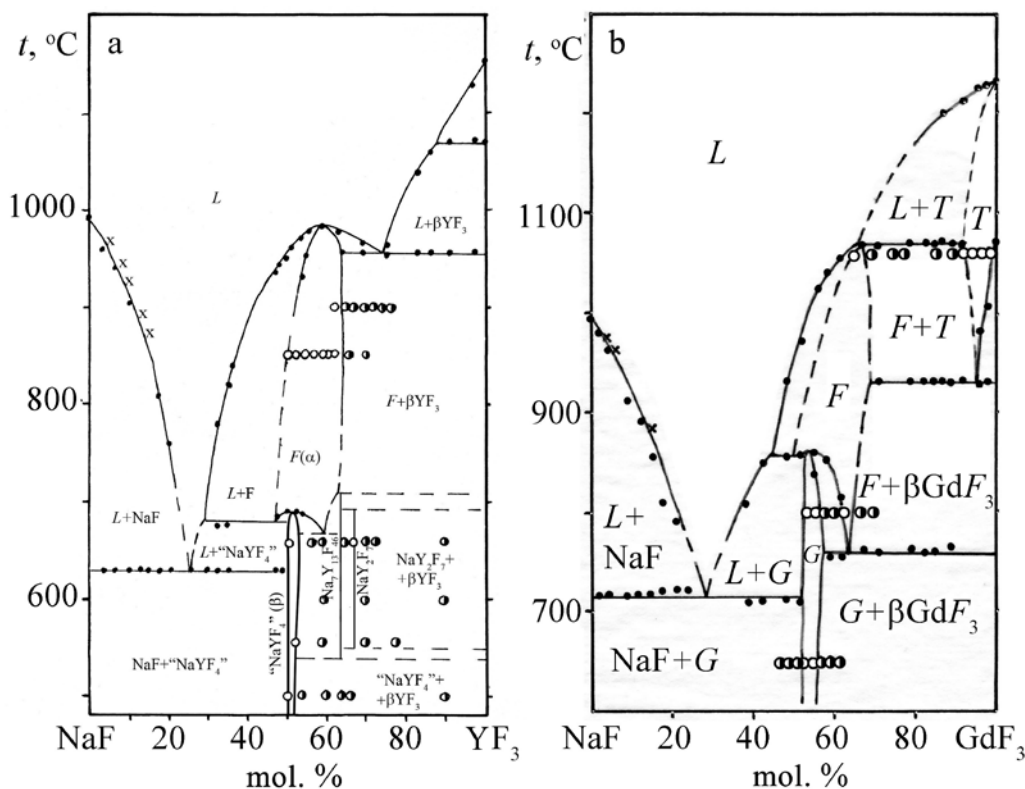 t, °C
a
1000
800
600
L
L+βYF₃
F+βYF₃
F(α)
L+F
L+NaF
L+“NaYF₄”
NaF+“NaYF₄”
“NaYF₄” (β)
Na₇Y₁₃F₄₆
NaY₂F₇
NaY₂F₇+
+βYF₃
“NaYF₄”+
+βYF₃
NaF 20 40 60 80 YF₃
mol. %
t, °C
b
1100
900
700
L
L+T
T
F+T
F
F+βGdF₃
L+
NaF
L+G
G
G+βGdF₃
NaF+G
NaF 20 40 60 80 GdF₃
mol. %